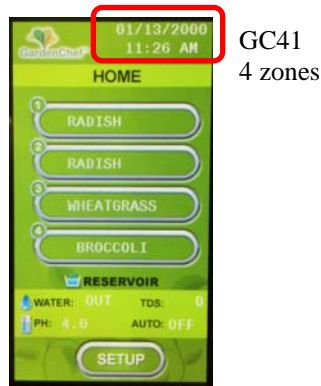 GardenChef
01/13/2000
11:26 AM
HOME
1 RADISH
2 RADISH
3 WHEATGRASS
4 BROCCOLI
RESERVOIR
WATER: OUT TDS: 0
PH: 4.0 AUTO: OFF
SETUP
GC41
4 zones